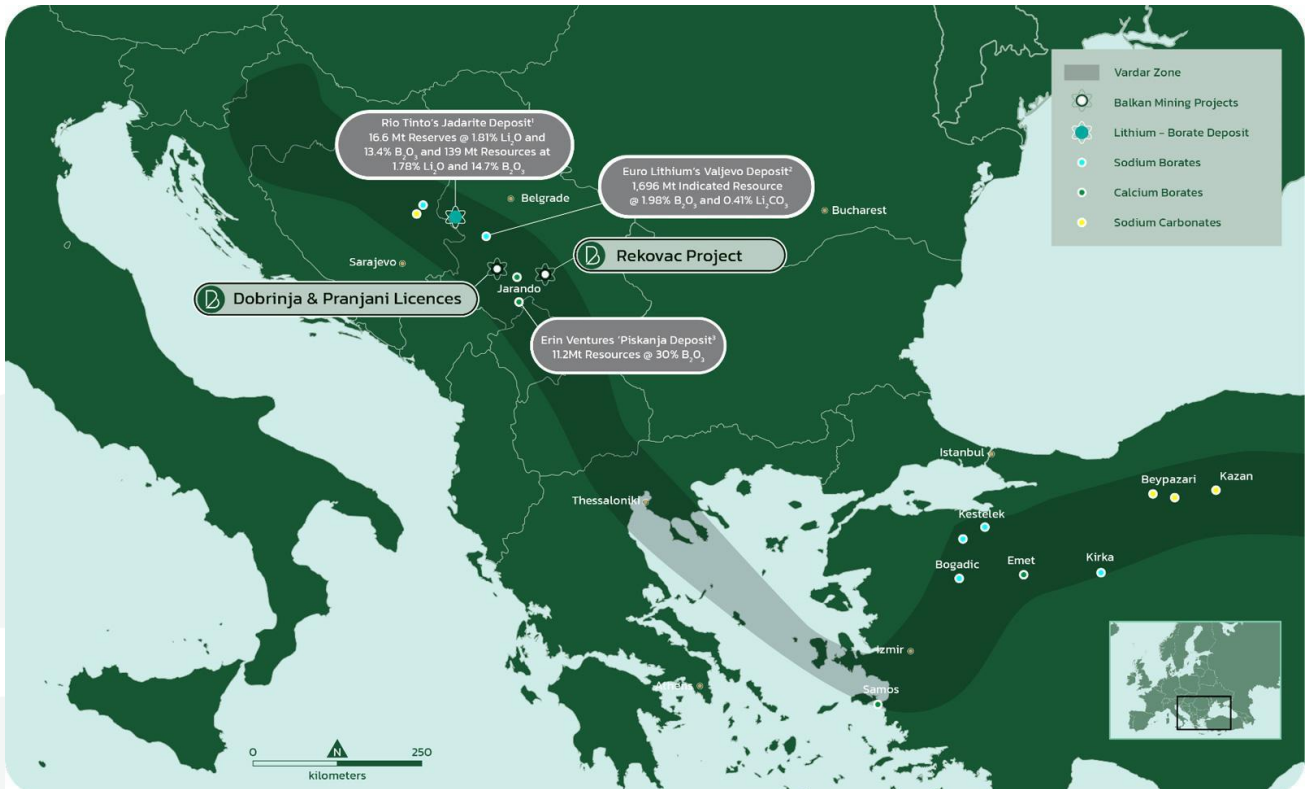 Rio Tinto's Jadarite Deposit¹
16.6 Mt Reserves @ 1.81% Li₂O and
13.4% B₂O₃ and 139 Mt Resources at
1.78% Li₂O and 14.7% B₂O₃
Euro Lithium's Valjevo Deposit²
1,696 Mt Indicated Resource
@ 1.98% B₂O₃ and 0.41% Li₂CO₃
Belgrade
Bucharest
Sarajevo
Rekovac Project
Dobrinja & Pranjani Licences
Jarando
Erin Ventures 'Piskanja Deposit³
11.2Mt Resources @ 30% B₂O₃
Vardar Zone
Balkan Mining Projects
Lithium - Borate Deposit
Sodium Borates
Calcium Borates
Sodium Carbonates
Istanbul
Thessaloniki
Beypazari
Kazan
Kestelek
Bogadic
Emet
Kirka
Izmir
Athens
Samos
0
N
250
kilometers